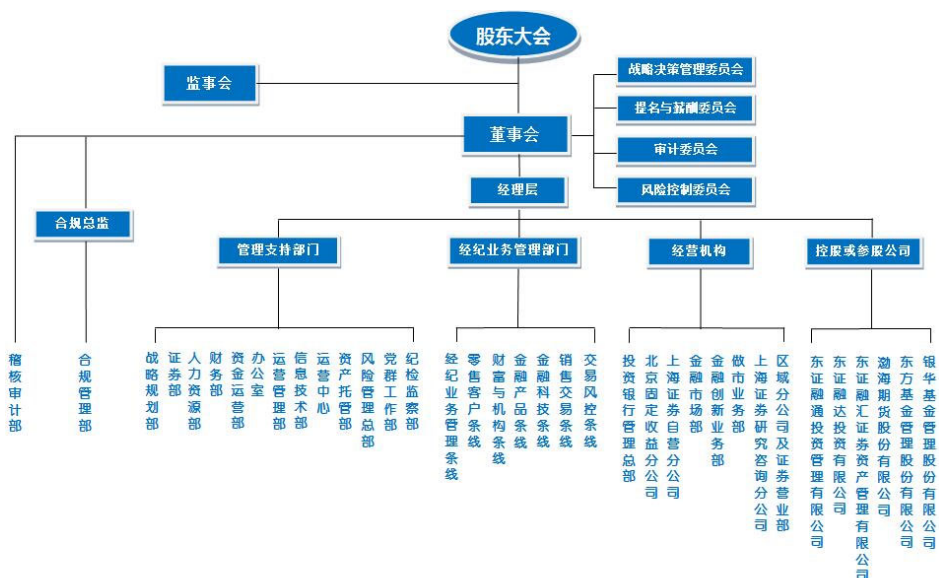 股东大会
监事会
战略决策管理委员会
提名与薪酬委员会
董事会
审计委员会
经理层
风险控制委员会
合规总监
管理支持部门
经纪业务管理部门
经营机构
控股或参股公司
稽核审计部
合规管理部
战略规划部
证券部
人力资源部
财务部
资金运营部
办公室
运营管理部
信息技术部
运营中心
资产托管部
风险管理总部
党群工作部
纪检监察部
经纪业务管理条线
零售客户条线
财富与机构条线
金融产品条线
金融科技条线
销售交易条线
交易风控条线
投资银行管理总部
北京固定收益分公司
上海证券自营分公司
金融市场部
金融创新业务部
做市业务部
上海证券研究咨询分公司
区域分公司及证券营业部
东证融通投资管理有限公司
东证融达投资有限公司
东证融汇证券资产管理有限公司
渤海期货股份有限公司
东方基金管理股份有限公司
银华基金管理股份有限公司